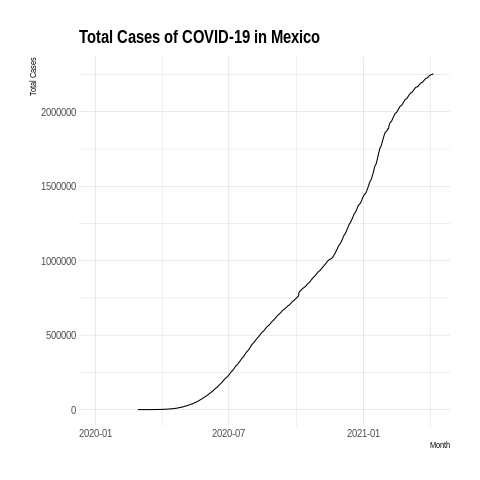 Total Cases of COVID-19 in Mexico
Total Cases
2000000
1500000
1000000
500000
0
2020-01 2020-07 2021-01
Month